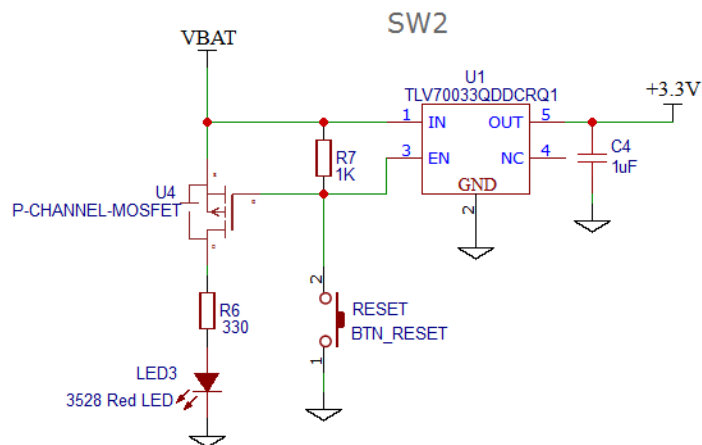 SW2
VBAT
U1
TLV70033QDDCRQ1
+3.3V
1 IN OUT 5
3 EN NC 4
GND
2
C4
1uF
R7
1K
U4
P-CHANNEL-MOSFET
2
RESET
BTN_RESET
1
R6
330
LED3
3528 Red LED